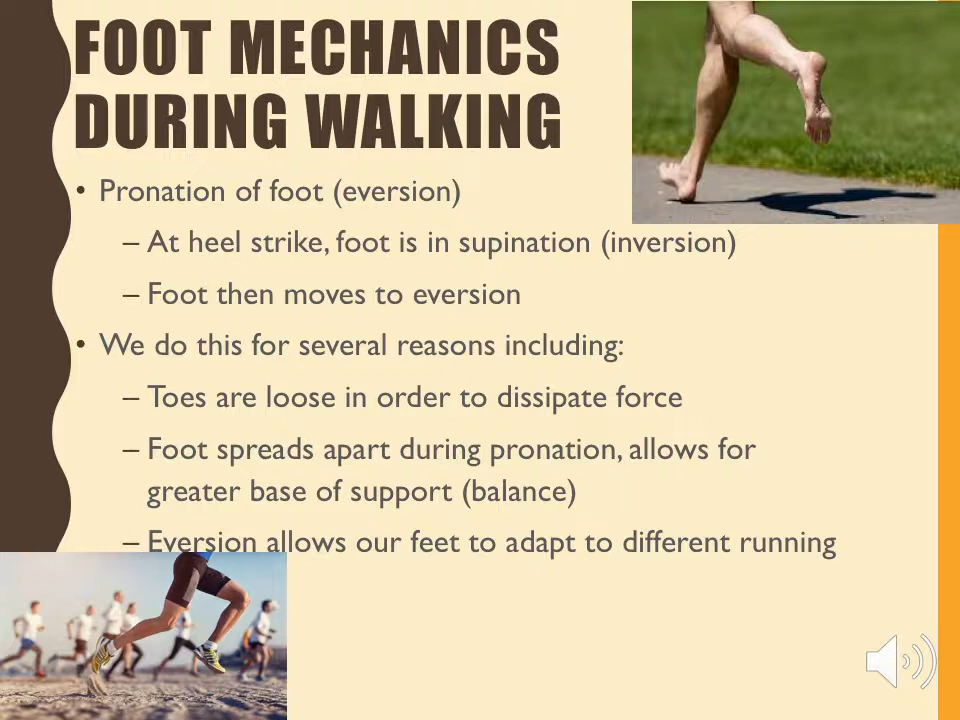 FOOT MECHANICS
DURING WALKING
• Pronation of foot (eversion)
– At heel strike, foot is in supination (inversion)
– Foot then moves to eversion
• We do this for several reasons including:
– Toes are loose in order to dissipate force
– Foot spreads apart during pronation, allows for
greater base of support (balance)
– Eversion allows our feet to adapt to different running